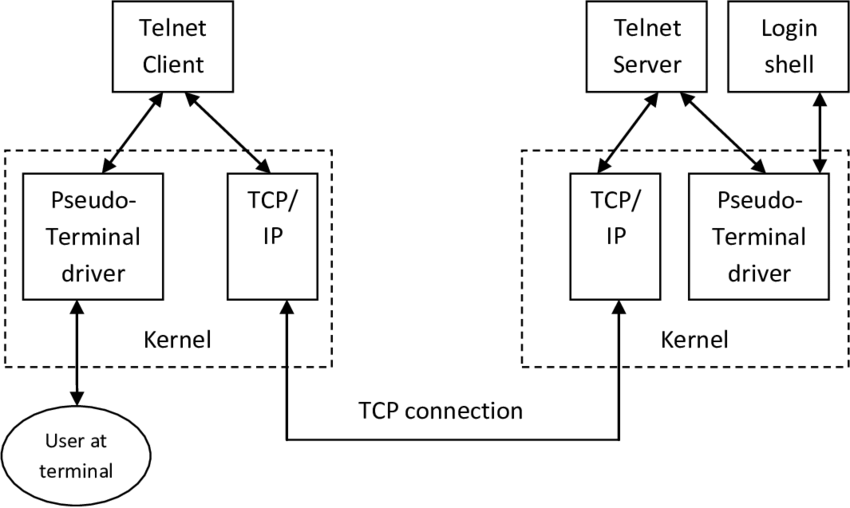 Telnet
Client
Telnet
Server
Login
shell
Pseudo-
Terminal
driver
TCP/
IP
Kernel
TCP/
IP
Pseudo-
Terminal
driver
Kernel
TCP connection
User at
terminal